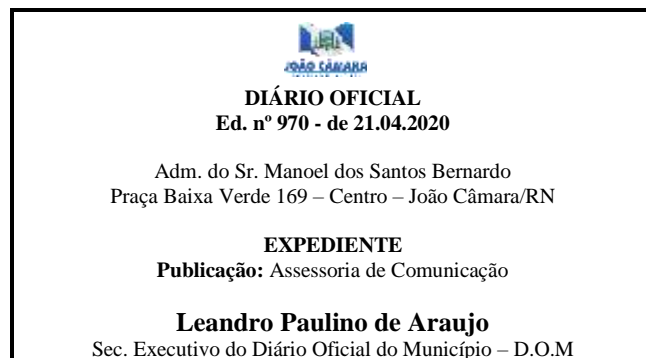 JOÃO CÂMARA
DIÁRIO OFICIAL
Ed. nº 970 - de 21.04.2020
Adm. do Sr. Manoel dos Santos Bernardo
Praça Baixa Verde 169 – Centro – João Câmara/RN
EXPEDIENTE
Publicação: Assessoria de Comunicação
Leandro Paulino de Araujo
Sec. Executivo do Diário Oficial do Município – D.O.M